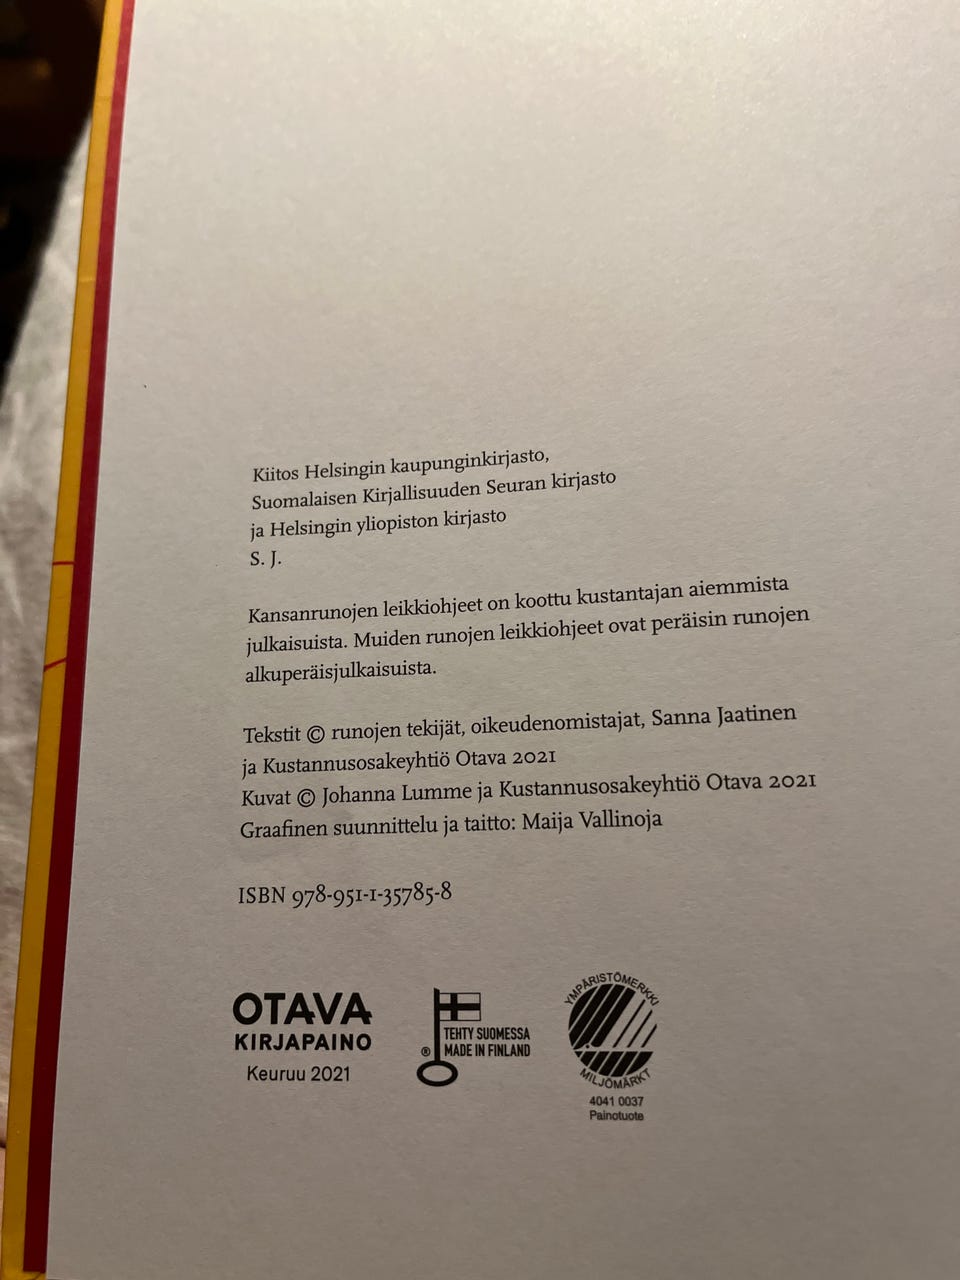 Kiitos Helsingin kaupunginkirjasto,
Suomalaisen Kirjallisuuden Seuran kirjasto
ja Helsingin yliopiston kirjasto
S. J.
Kansanrunojen leikkiohjeet on koottu kustantajan aiemmista
julkaisuista. Muiden runojen leikkiohjeet ovat peräisin runojen
alkuperäisjulkaisuista.
Tekstit © runojen tekijät, oikeudenomistajat, Sanna Jaatinen
ja Kustannusosakeyhtiö Otava 2021
Kuvat © Johanna Lumme ja Kustannusosakeyhtiö Otava 2021
Graafinen suunnittelu ja taitto: Maija Vallinoja
ISBN 978-951-1-35785-8
OTAVA
KIRJAPAINO
Keuruu 2021
TEHTY SUOMESSA
® MADE IN FINLAND
YMPÄRISTÖMERKKI
MILJÖMÄRKT
4041 0037
Painotuote